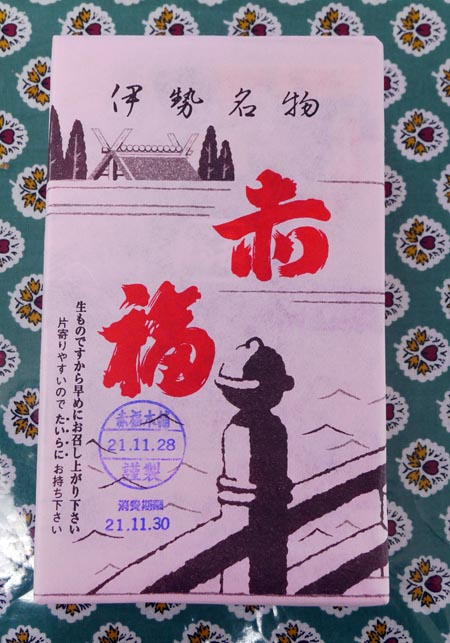 伊勢名物
赤福
生ものですから早めにお召し上がり下さい
片寄りやすいので たいらに お持ち下さい
赤福本舗
21.11.28
謹製
消費期限
21.11.30